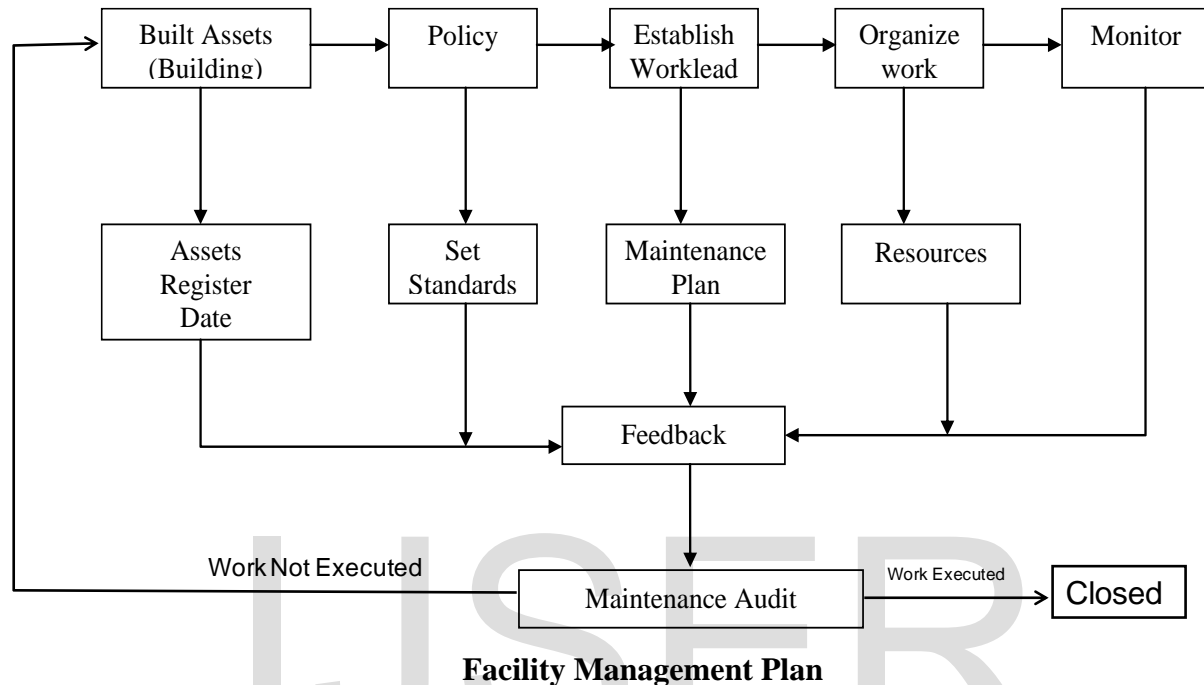 Built Assets
(Building)
Policy
Establish
Worklead
Organize
work
Monitor
Assets
Register
Date
Set
Standards
Maintenance
Plan
Resources
Feedback
Work Not Executed
Maintenance Audit
Work Executed
Closed
IJSER
Facility Management Plan